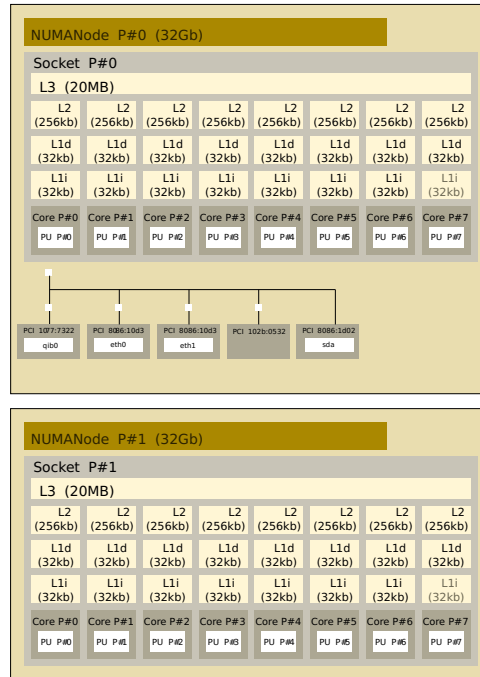 NUMANode P#0 (32Gb)
Socket P#0
L3 (20MB)
L2 L2 L2 L2 L2 L2 L2 L2
(256kb) (256kb) (256kb) (256kb) (256kb) (256kb) (256kb) (256kb)
L1d L1d L1d L1d L1d L1d L1d L1d
(32kb) (32kb) (32kb) (32kb) (32kb) (32kb) (32kb) (32kb)
L1i L1i L1i L1i L1i L1i L1i L1i
(32kb) (32kb) (32kb) (32kb) (32kb) (32kb) (32kb) (32kb)
Core P#0 Core P#1 Core P#2 Core P#3 Core P#4 Core P#5 Core P#6 Core P#7
PU P#0 PU P#1 PU P#2 PU P#3 PU P#4 PU P#5 PU P#6 PU P#7
PCI 1077:7322 PCI 8086:10d3 PCI 8086:10d3 PCI 102b:0532 PCI 8086:1d02
qib0 eth0 eth1 sda
NUMANode P#1 (32Gb)
Socket P#1
L3 (20MB)
L2 L2 L2 L2 L2 L2 L2 L2
(256kb) (256kb) (256kb) (256kb) (256kb) (256kb) (256kb) (256kb)
L1d L1d L1d L1d L1d L1d L1d L1d
(32kb) (32kb) (32kb) (32kb) (32kb) (32kb) (32kb) (32kb)
L1i L1i L1i L1i L1i L1i L1i L1i
(32kb) (32kb) (32kb) (32kb) (32kb) (32kb) (32kb) (32kb)
Core P#0 Core P#1 Core P#2 Core P#3 Core P#4 Core P#5 Core P#6 Core P#7
PU P#0 PU P#1 PU P#2 PU P#3 PU P#4 PU P#5 PU P#6 PU P#7